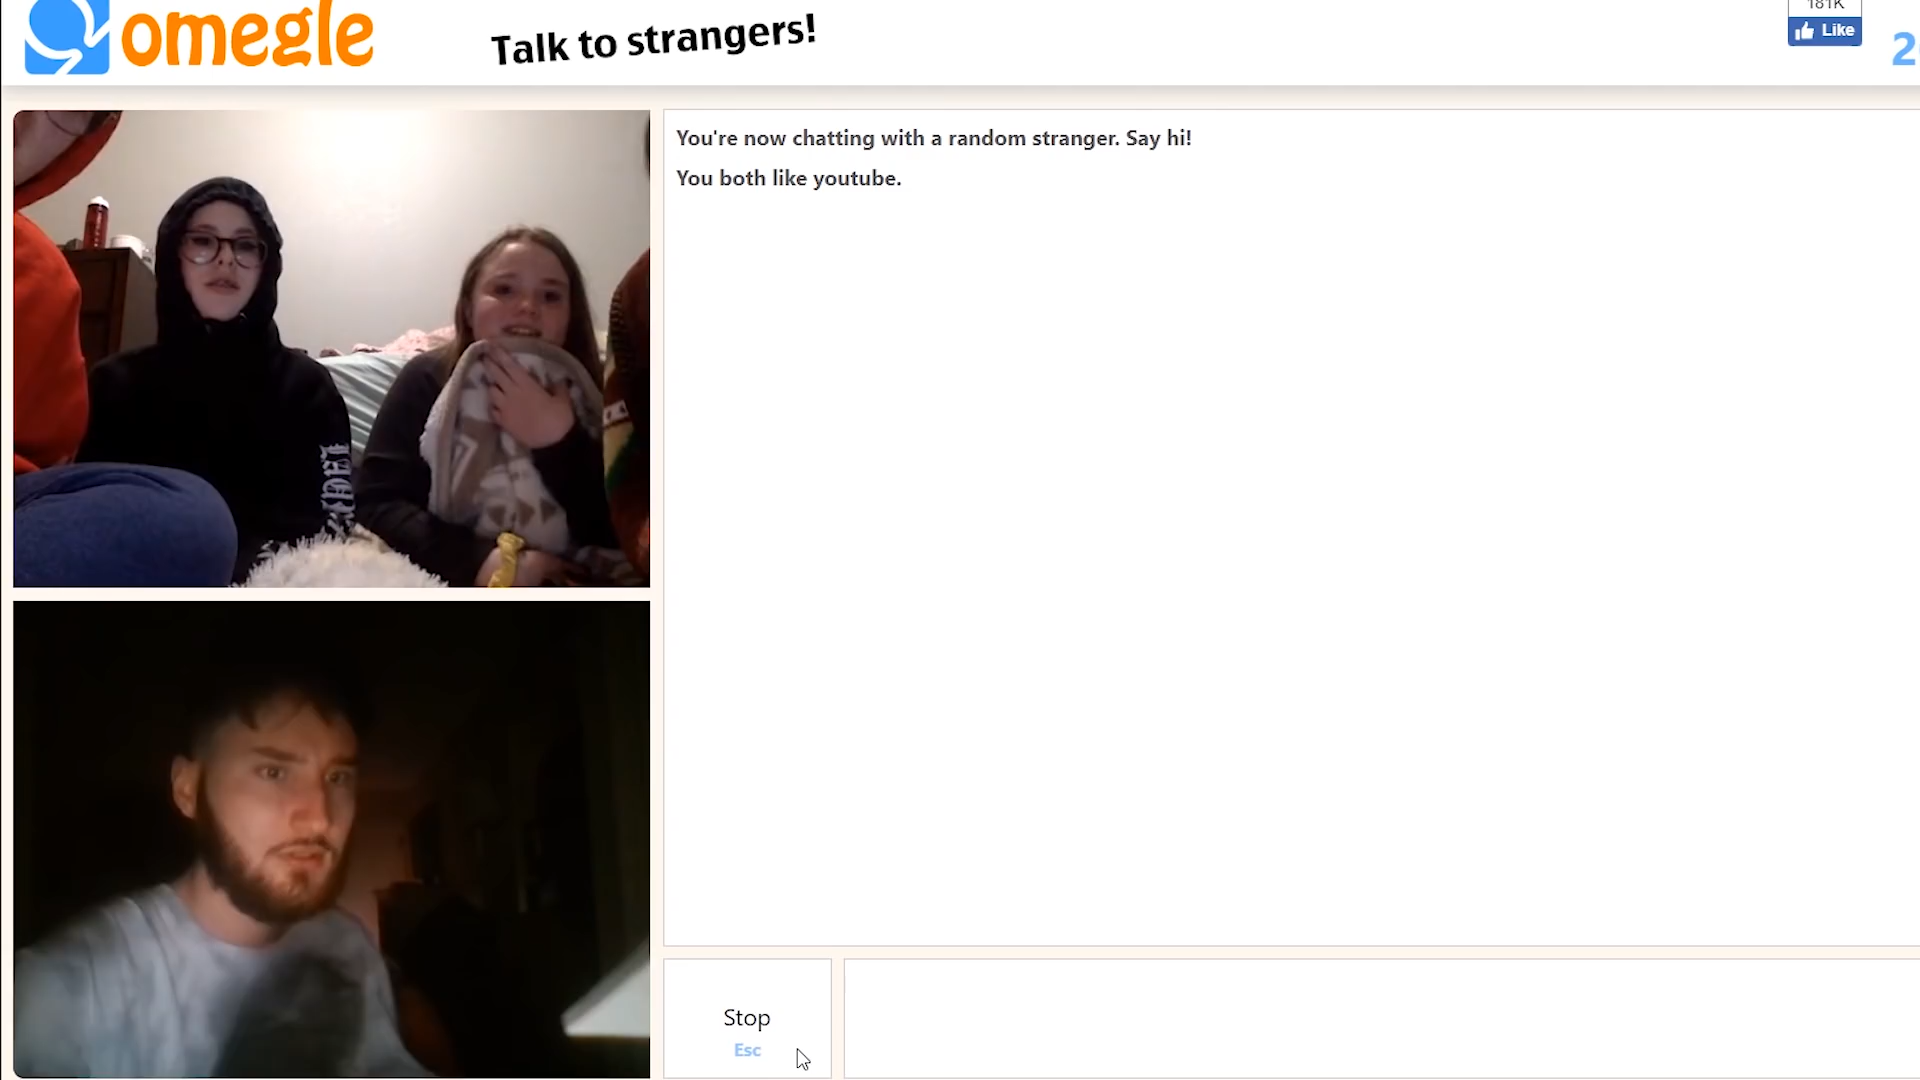 omegle
Talk to strangers!
181K
Like
You're now chatting with a random stranger. Say hi!
You both like youtube.
Stop
Esc